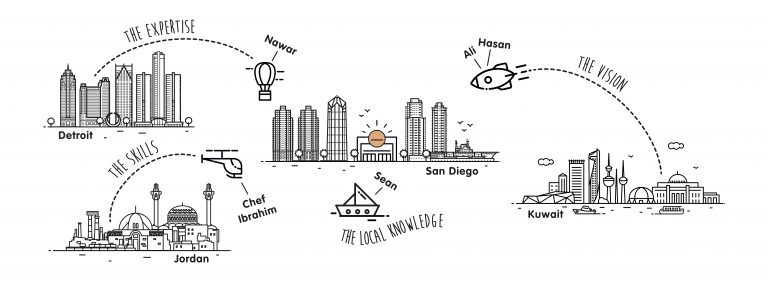 THE EXPERTISE
Nawar
Detroit
THE SKILLS
Chef
Ibrahim
Jordan
San Diego
Sean
THE LOCAL KNOWLEDGE
Ali
Hasan
THE VISION
Kuwait